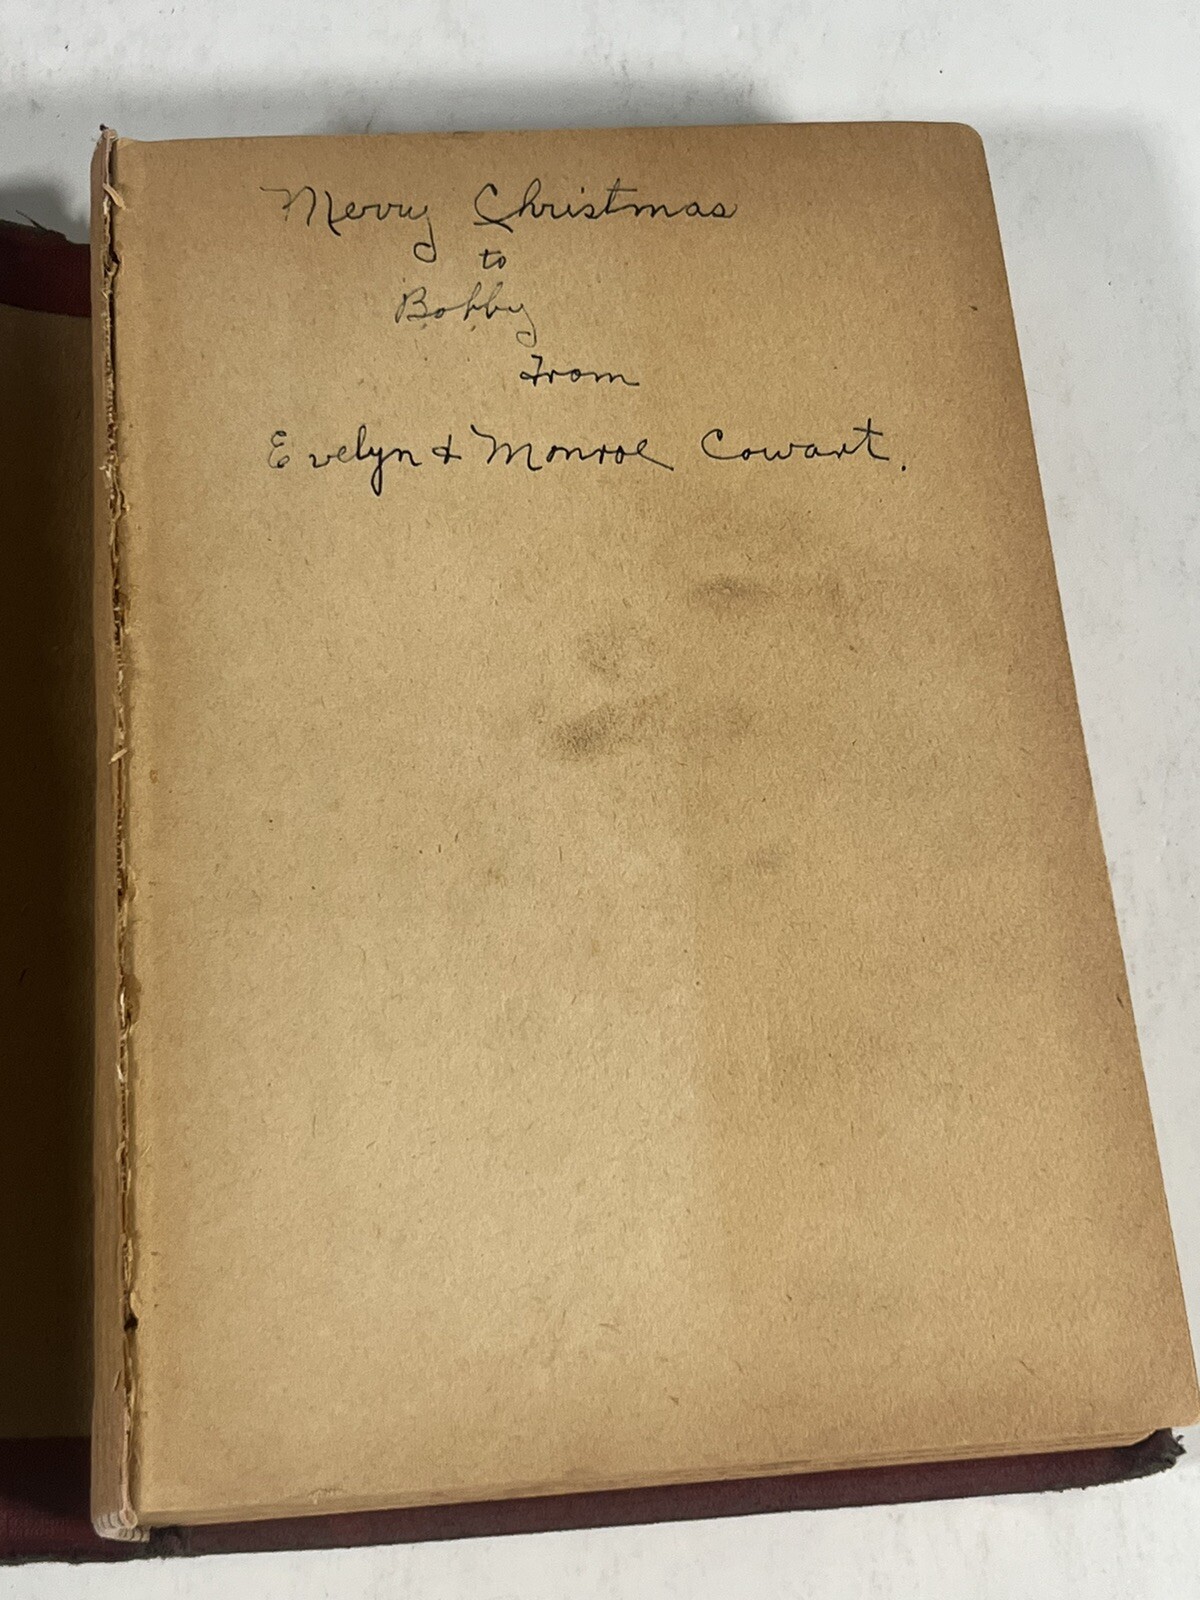 Merry Christmas
to
Bobby
From
Evelyn & Monroe Cowart.